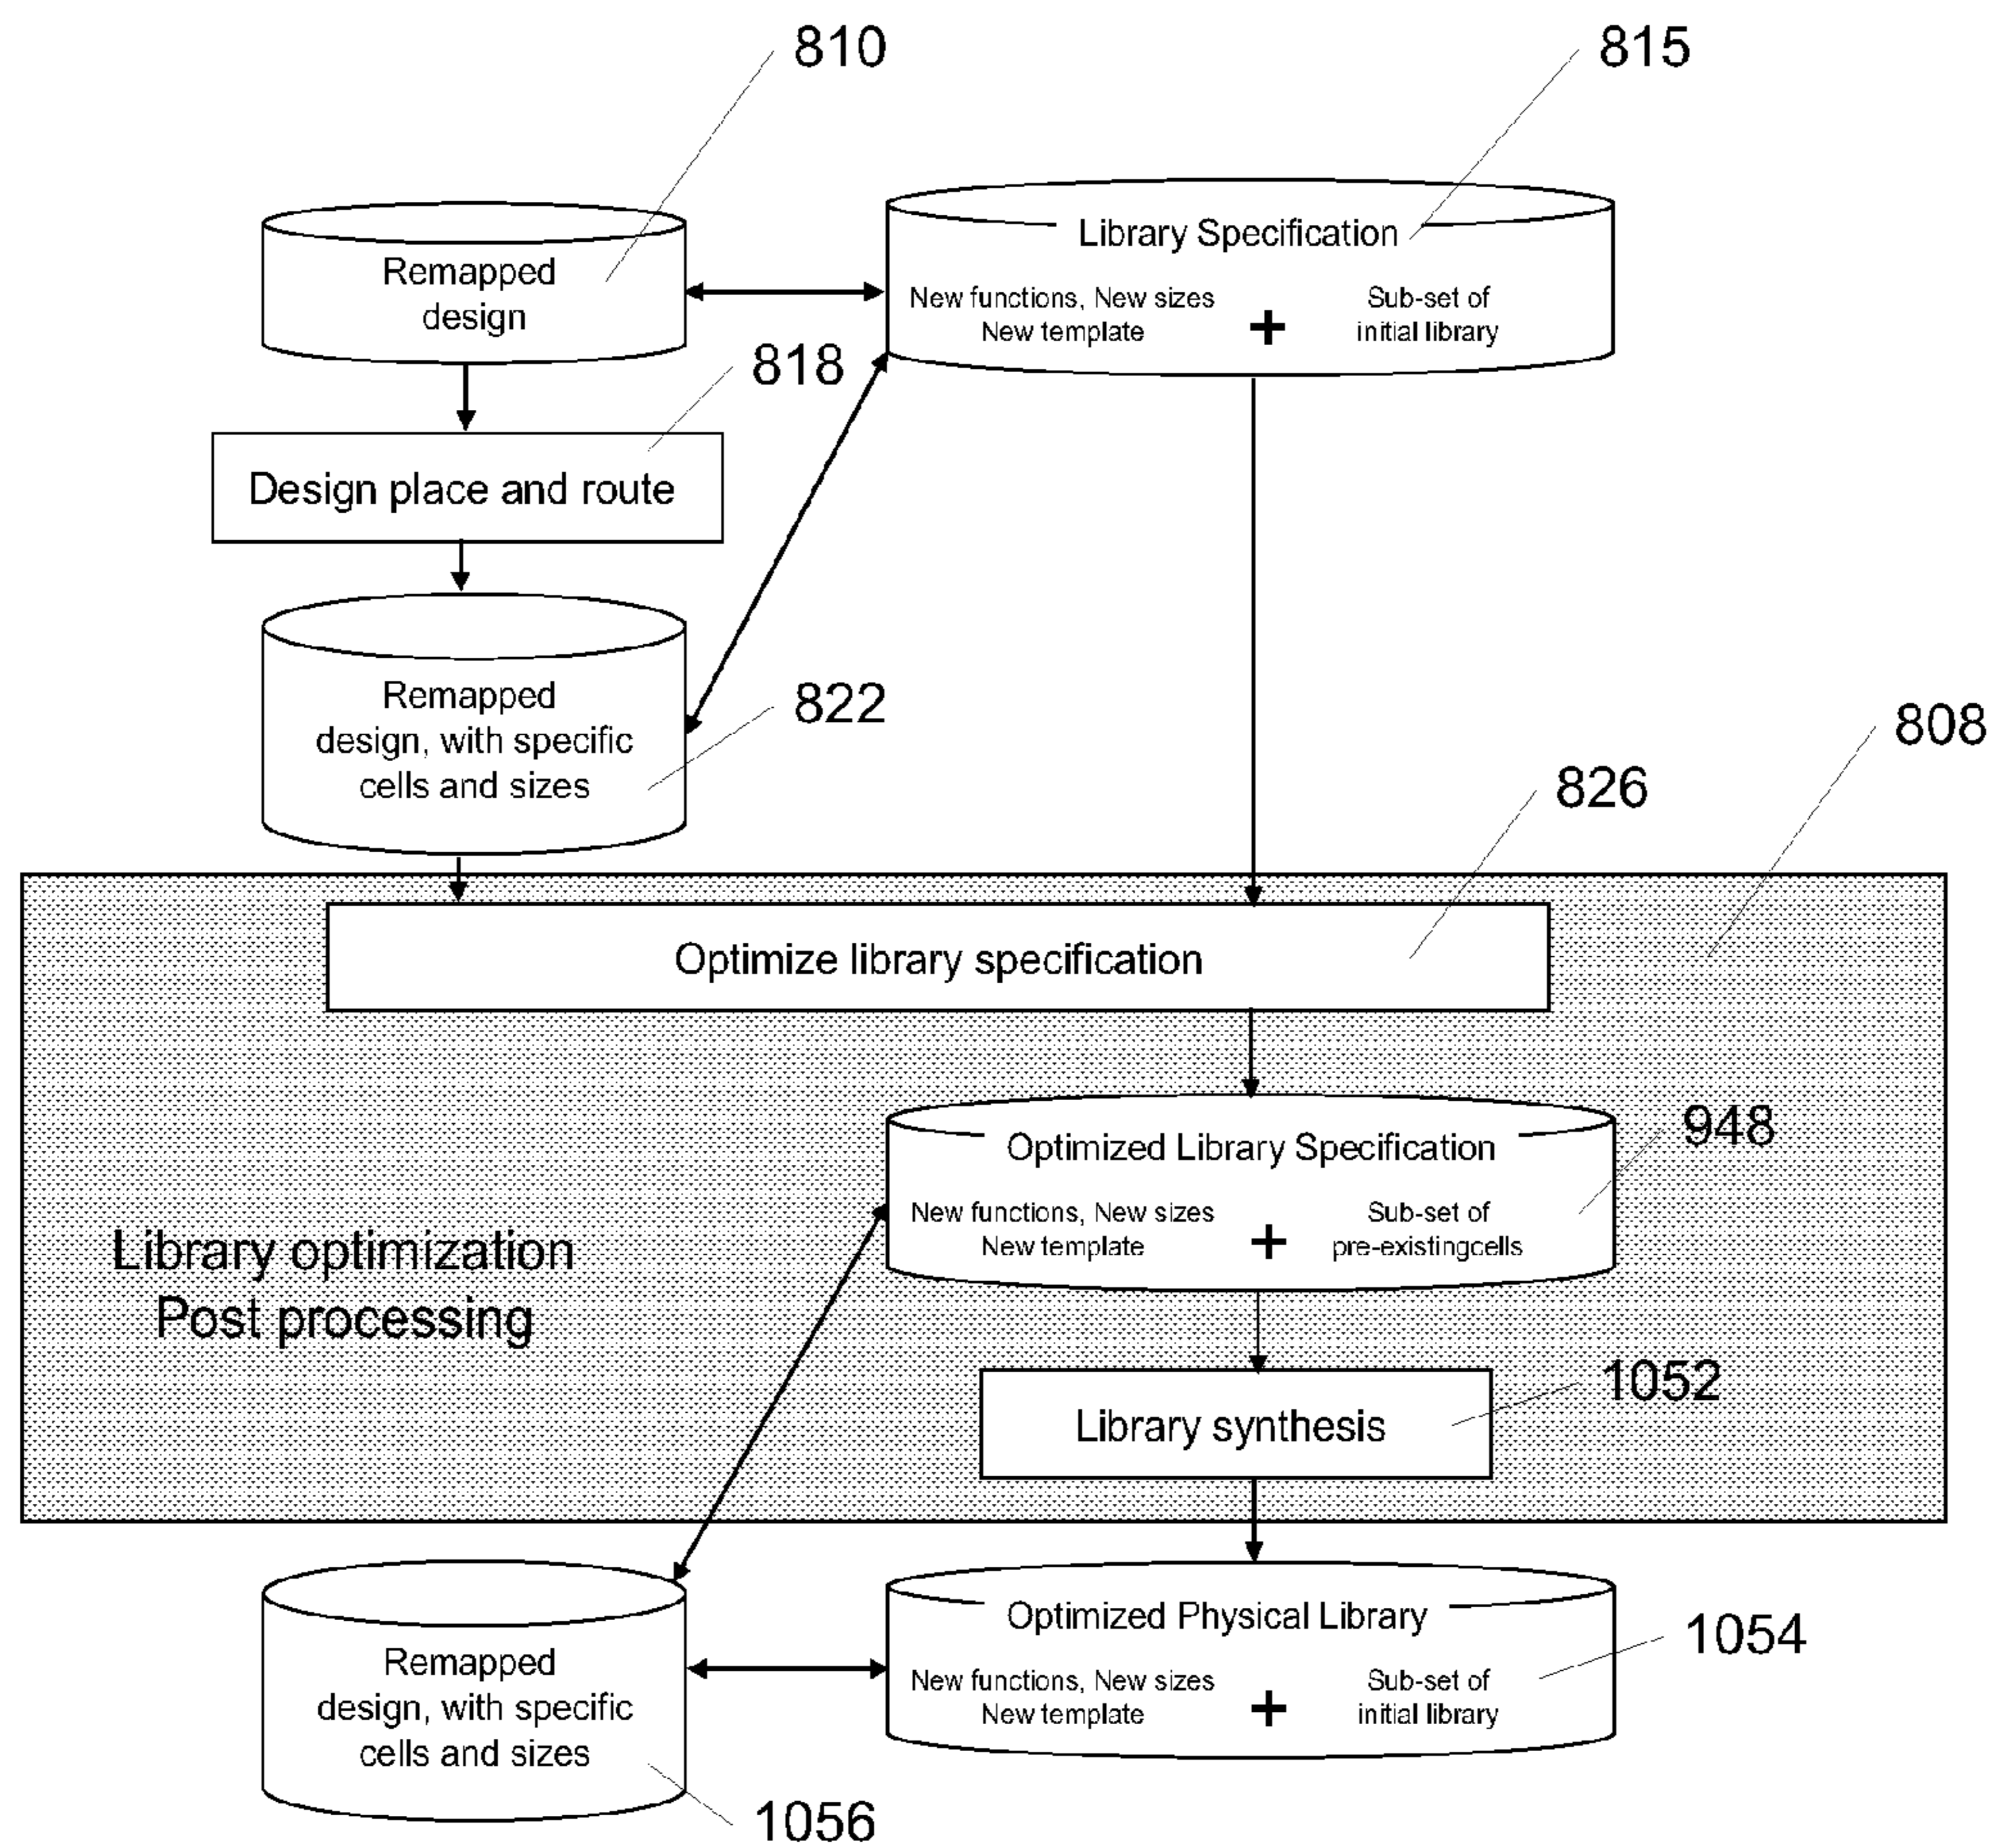 810
815
Remapped
design
Library Specification
New functions, New sizes
New template
+
Sub-set of
initial library
818
Design place and route
Remapped
design, with specific
cells and sizes
822
808
826
Optimize library specification
948
Optimized Library Specification
New functions, New sizes
New template
+
Sub-set of
pre-existingcells
Library optimization
Post processing
1052
Library synthesis
Remapped
design, with specific
cells and sizes
1056
Optimized Physical Library
New functions, New sizes
New template
+
Sub-set of
initial library
1054